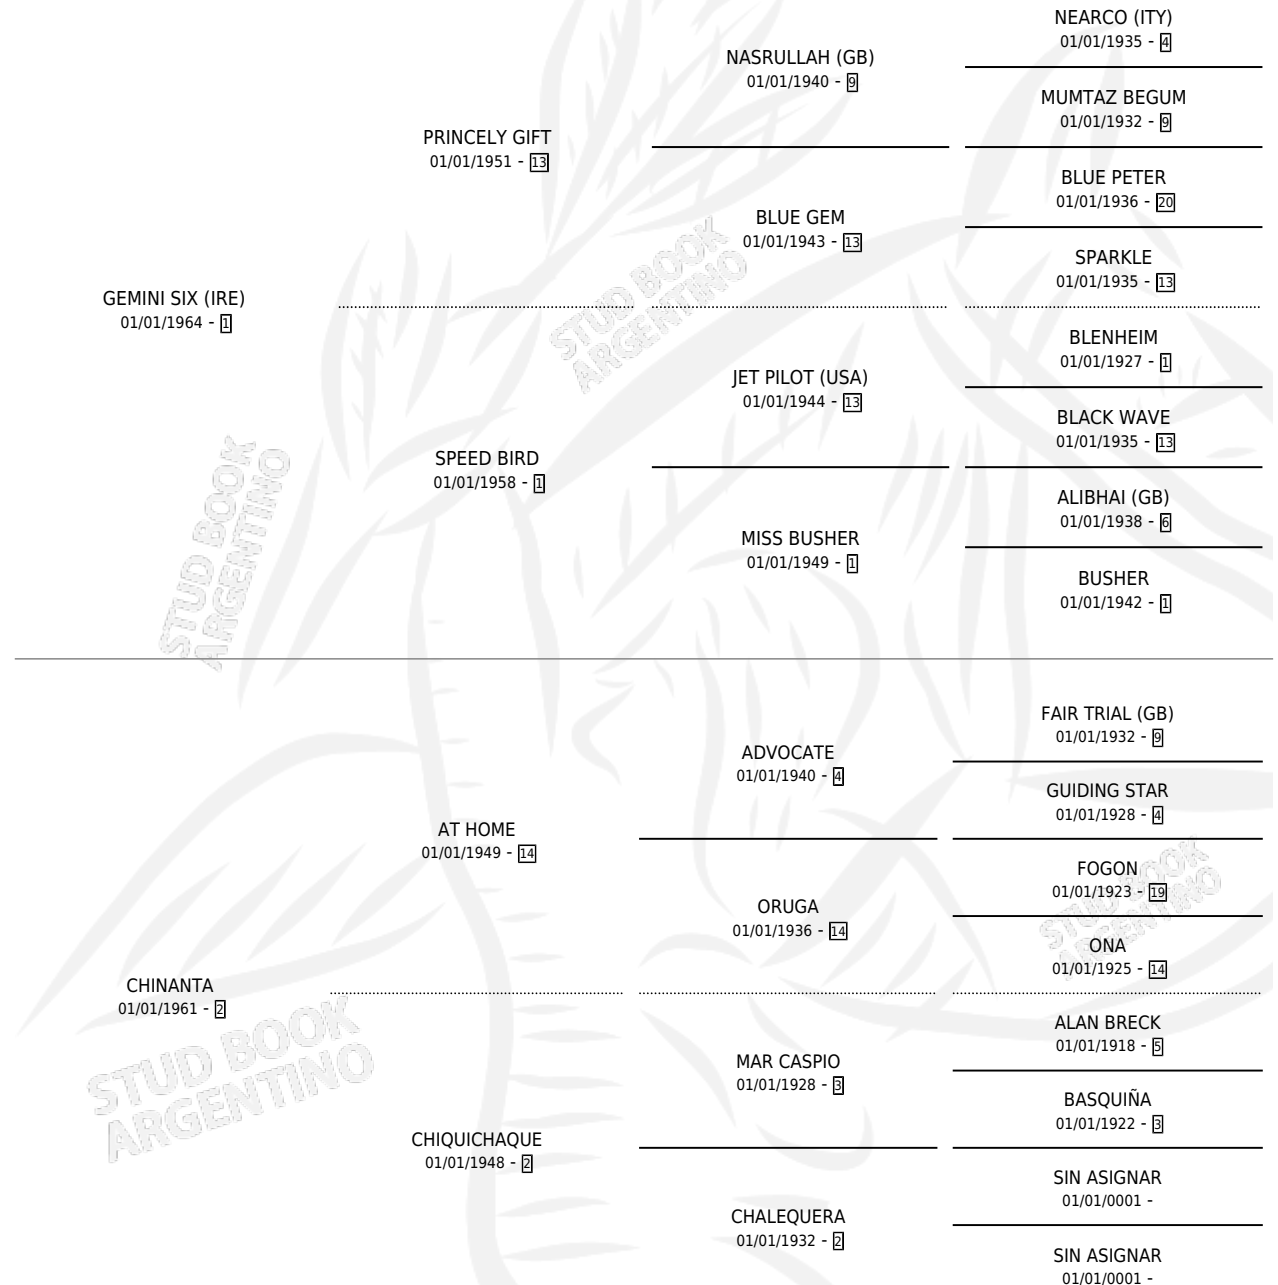 NEARCO (ITY)
01/01/1935 - 4
NASRULLAH (GB)
01/01/1940 - 9
MUMTAZ BEGUM
01/01/1932 - 9
PRINCELY GIFT
01/01/1951 - 13
BLUE PETER
01/01/1936 - 20
BLUE GEM
01/01/1943 - 13
SPARKLE
01/01/1935 - 13
GEMINI SIX (IRE)
01/01/1964 - 1
BLENHEIM
01/01/1927 - 1
JET PILOT (USA)
01/01/1944 - 13
BLACK WAVE
01/01/1935 - 13
SPEED BIRD
01/01/1958 - 1
ALIBHAI (GB)
01/01/1938 - 6
MISS BUSHER
01/01/1949 - 1
BUSHER
01/01/1942 - 1
FAIR TRIAL (GB)
01/01/1932 - 9
ADVOCATE
01/01/1940 - 4
GUIDING STAR
01/01/1928 - 4
AT HOME
01/01/1949 - 14
FOGON
01/01/1923 - 19
ORUGA
01/01/1936 - 14
ONA
01/01/1925 - 14
CHINANTA
01/01/1961 - 2
ALAN BRECK
01/01/1918 - 5
MAR CASPIO
01/01/1928 - 3
BASQUIÑA
01/01/1922 - 3
CHIQUICHAQUE
01/01/1948 - 2
SIN ASIGNAR
01/01/0001 -
CHALEQUERA
01/01/1932 - 2
SIN ASIGNAR
01/01/0001 -
STUD BOOK
ARGENTINO
STUD BOOK
ARGENTINO
STUD BOOK
ARGENTINO
STUD BOOK
ARGENTINO